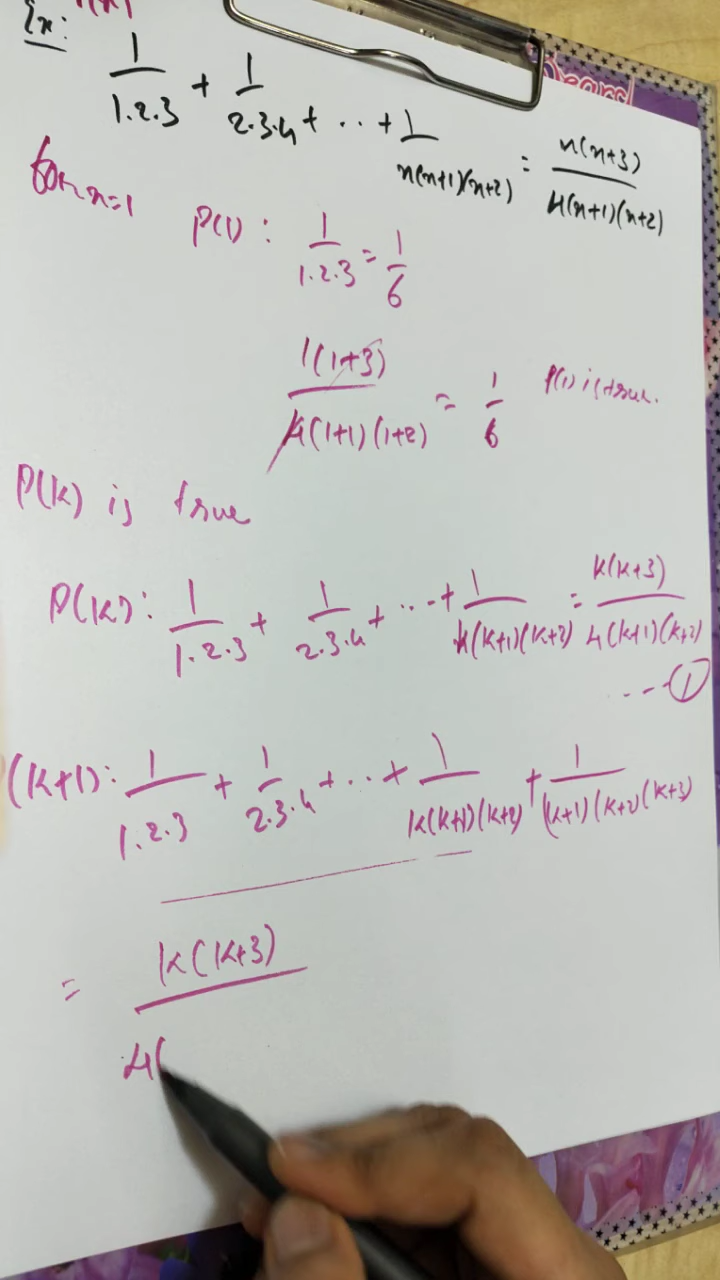 Ex:
1/1.2.3 + 1/2.3.4 + ... + 1/n(n+1)(n+2) = n(n+3)/4(n+1)(n+2)
for n=1 P(1) : 1/1.2.3 = 1/6
1(1+3)/4(1+1)(1+2) = 1/6 P(1) is true.
P(k) is true
P(k): 1/1.2.3 + 1/2.3.4 + ... + 1/k(k+1)(k+2) = k(k+3)/4(k+1)(k+2)
... 1
(k+1): 1/1.2.3 + 1/2.3.4 + ... + 1/k(k+1)(k+2) + 1/(k+1)(k+2)(k+3)
= k(k+3)/4(